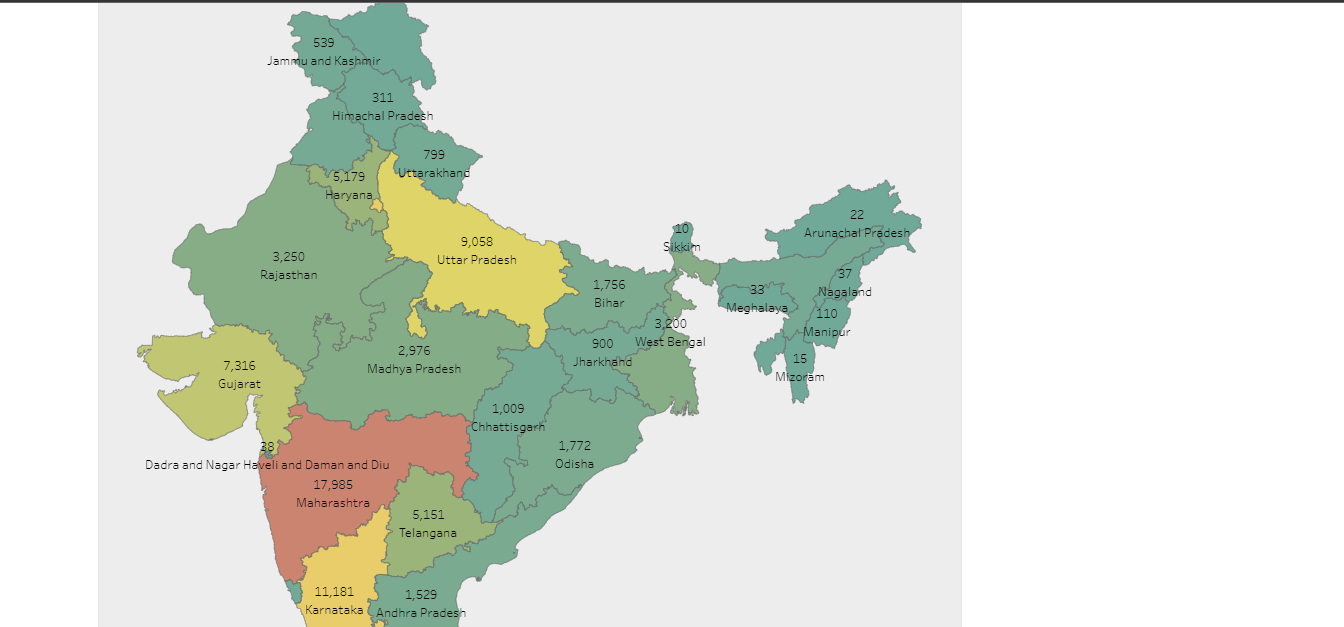 539
Jammu and Kashmir
311
Himachal Pradesh
799
Uttarakhand
5,179
Haryana
22
Arunachal Pradesh
10
Sikkim
9,058
Uttar Pradesh
3,250
Rajasthan
37
Nagaland
1,756
Bihar
33
Meghalaya
110
Manipur
3,200
West Bengal
900
Jharkhand
2,976
Madhya Pradesh
15
Mizoram
7,316
Gujarat
1,009
Chhattisgarh
1,772
Odisha
38
Dadra and Nagar Haveli and Daman and Diu
17,985
Maharashtra
5,151
Telangana
11,181
Karnataka
1,529
Andhra Pradesh